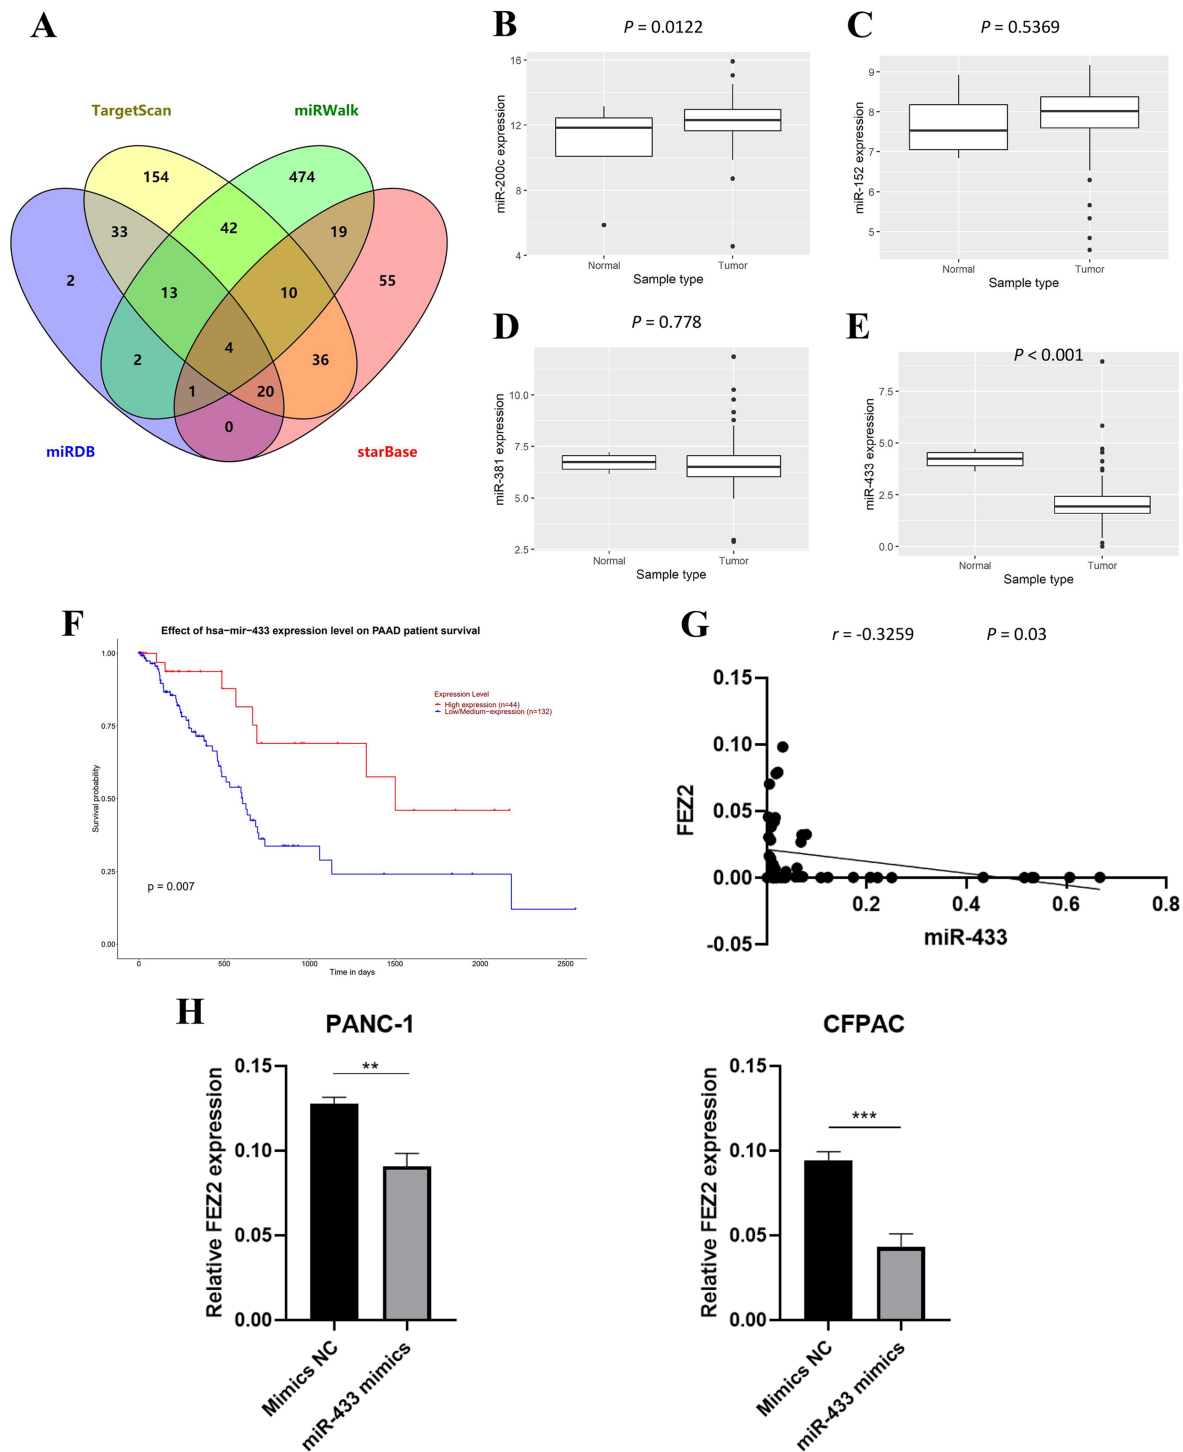 A
TargetScan
miRWalk
miRDB
starBase
154
474
33
42
19
2
13
10
55
2
4
36
1
20
0
B
P = 0.0122
miR-200c expression
16
12
8
4
Normal
Tumor
Sample type
C
P = 0.5369
miR-152 expression
9
8
7
6
5
Normal
Tumor
Sample type
D
P = 0.778
miR-381 expression
10.0
7.5
5.0
2.5
Normal
Tumor
Sample type
E
P < 0.001
miR-433 expression
7.5
5.0
2.5
0.0
Normal
Tumor
Sample type
F
Effect of hsa-mir-433 expression level on PAAD patient survival
Survival probability
1.00
0.75
0.50
0.25
0.00
Expression Level
High expression (n=44)
Low/Medium-expression (n=132)
p = 0.007
0
500
1000
1500
2000
2500
Time in days
G
r = -0.3259
P = 0.03
FEZ2
0.15
0.10
0.05
0.00
-0.05
0.2
0.4
0.6
0.8
miR-433
H
PANC-1
Relative FEZ2 expression
0.15
0.10
0.05
0.00
**
Mimics NC
miR-433 mimics
CFPAC
Relative FEZ2 expression
0.15
0.10
0.05
0.00
***
Mimics NC
miR-433 mimics